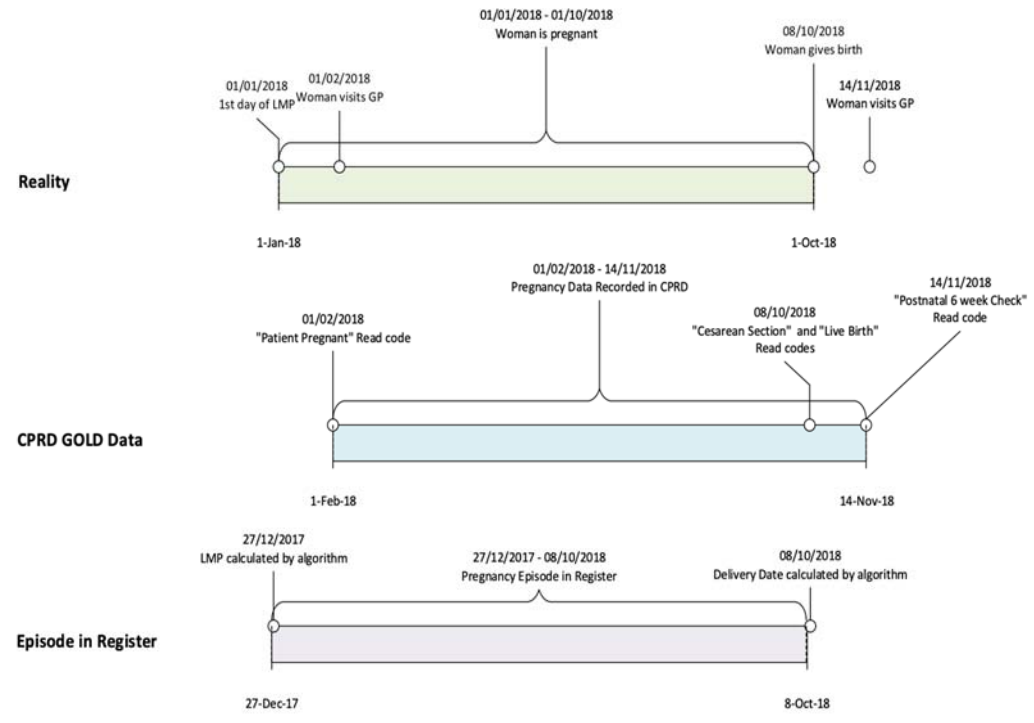 01/01/2018 - 01/10/2018
Woman is pregnant
08/10/2018
Woman gives birth
01/02/2018
Woman visits GP
01/01/2018
1st day of LMP
14/11/2018
Woman visits GP
Reality
1-Jan-18
1-Oct-18
01/02/2018 - 14/11/2018
Pregnancy Data Recorded in CPRD
14/11/2018
"Postnatal 6 week Check"
Read code
01/02/2018
"Patient Pregnant" Read code
08/10/2018
"Cesarean Section" and "Live Birth"
Read codes
CPRD GOLD Data
1-Feb-18
14-Nov-18
27/12/2017
LMP calculated by algorithm
27/12/2017 - 08/10/2018
Pregnancy Episode in Register
08/10/2018
Delivery Date calculated by algorithm
Episode in Register
27-Dec-17
8-Oct-18